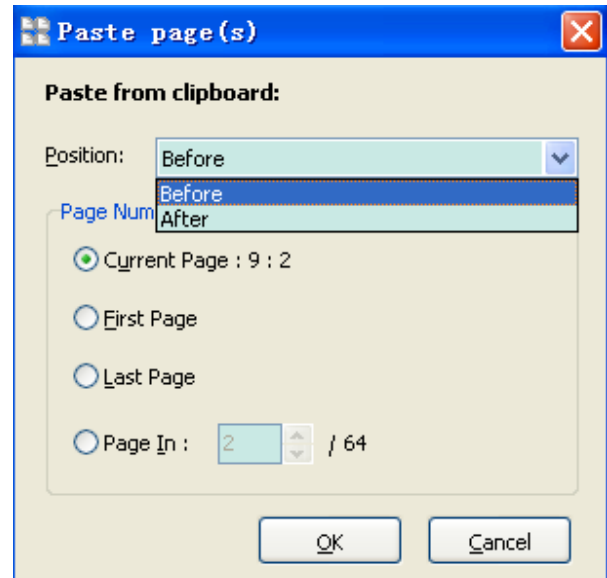 Paste page(s)
Paste from clipboard:
Position: Before
Before
After
Page Num
Current Page : 9 : 2
First Page
Last Page
Page In : 2 / 64
OK Cancel